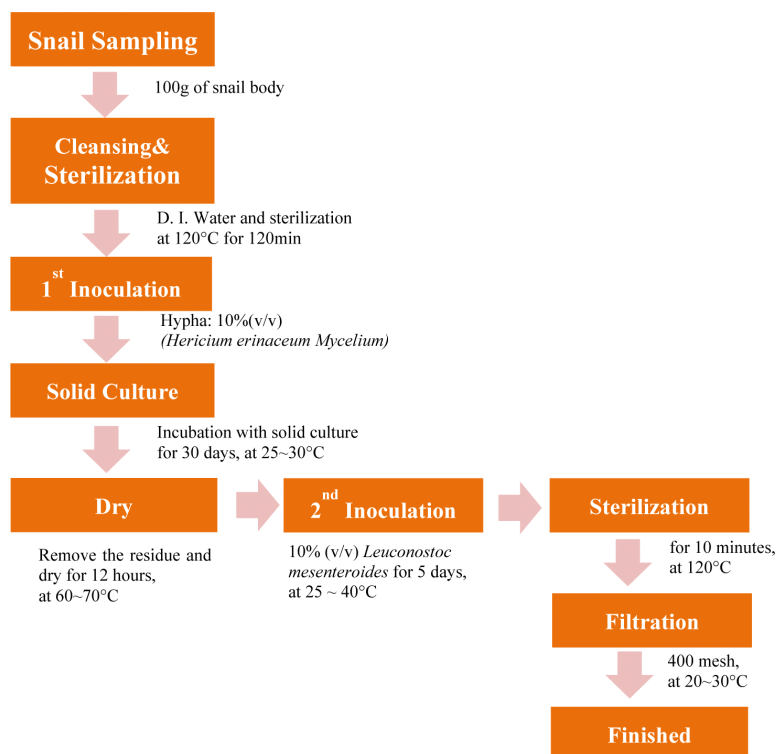 Snail Sampling
100g of snail body
Cleansing&
Sterilization
D. I. Water and sterilization
at 120°C for 120min
1st Inoculation
Hypha: 10%(v/v)
(Hericium erinaceum Mycelium)
Solid Culture
Incubation with solid culture
for 30 days, at 25~30°C
Dry
Remove the residue and
dry for 12 hours,
at 60~70°C
2nd Inoculation
10% (v/v) Leuconostoc
mesenteroides for 5 days,
at 25 ~ 40°C
Sterilization
for 10 minutes,
at 120°C
Filtration
400 mesh,
at 20~30°C
Finished